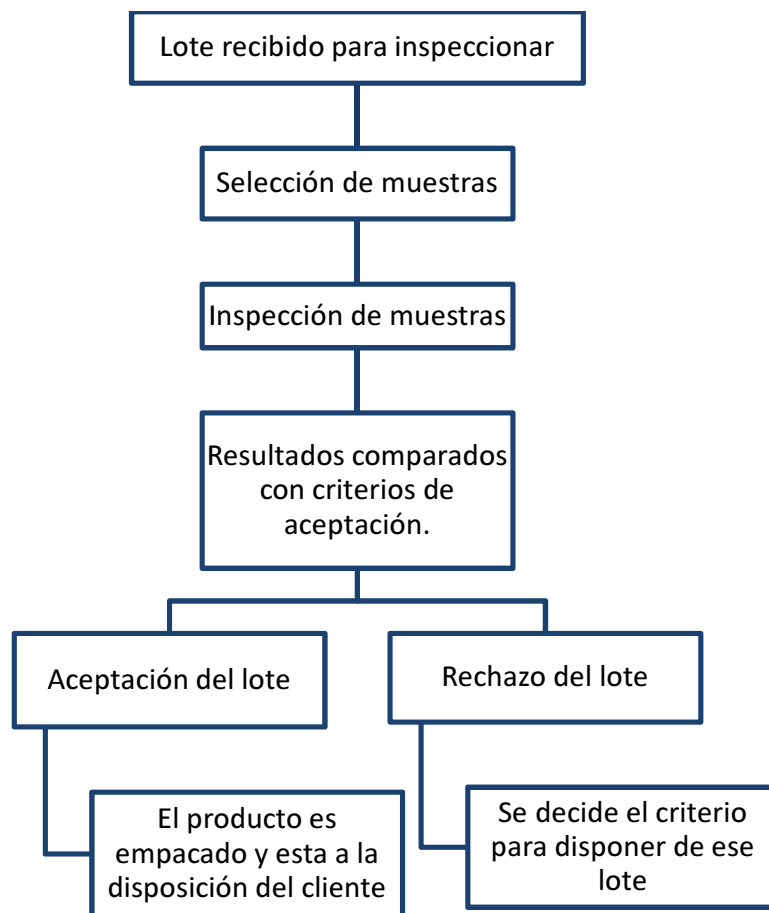 Lote recibido para inspeccionar
Selección de muestras
Inspección de muestras
Resultados comparados
con criterios de
aceptación.
Aceptación del lote
Rechazo del lote
El producto es
empacado y esta a la
disposición del cliente
Se decide el criterio
para disponer de ese
lote